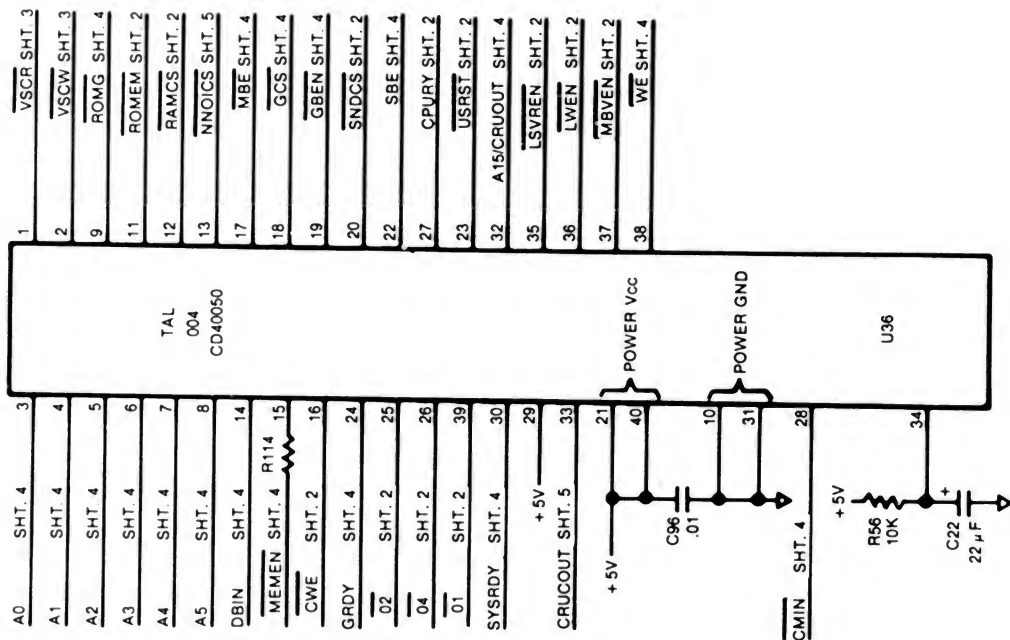 A0 SHT. 4 3
A1 SHT. 4 4
A2 SHT. 4 5
A3 SHT. 4 6
A4 SHT. 4 7
A5 SHT. 4 8
DBIN SHT. 4 14
MEMEN SHT. 4 R114 15
CWE SHT. 2 16
GRDY SHT. 4 24
02 SHT. 2 25
04 SHT. 2 26
01 SHT. 2 39
SYSRDY SHT. 4 30
+5V 29
CRUCOUT SHT. 5 33
+5V 21
40
C96
.01
10
31
CMIN SHT. 4 28
+5V
R56
10K
34
C22 +
22 µF
TAL
004
CD40050
POWER Vcc
POWER GND
U36
1 VSCR SHT. 3
2 VSCW SHT. 3
9 ROMG SHT. 4
11 ROMEM SHT. 2
12 RAMCS SHT. 2
13 NNOICS SHT. 5
17 MBE SHT. 4
18 GCS SHT. 4
19 GBEN SHT. 2
20 SNDCS SHT. 2
22 SBE SHT. 4
27 CPURY SHT. 2
23 USRST SHT. 2
32 A15/CRUOUT SHT. 4
35 LSVREN SHT. 2
36 LWEN SHT. 2
37 MBVEN SHT. 2
38 WE SHT. 4